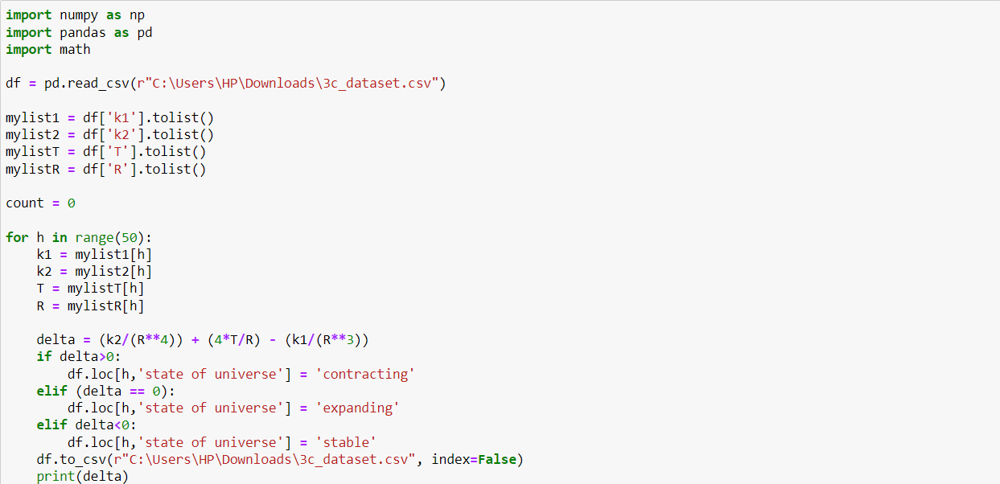 import numpy as np
import pandas as pd
import math
df = pd.read_csv(r"C:\Users\HP\Downloads\3c_dataset.csv")
mylist1 = df['k1'].tolist()
mylist2 = df['k2'].tolist()
mylistT = df['T'].tolist()
mylistR = df['R'].tolist()
count = 0
for h in range(50):
    k1 = mylist1[h]
    k2 = mylist2[h]
    T = mylistT[h]
    R = mylistR[h]
    delta = (k2/(R**4)) + (4*T/R) - (k1/(R**3))
    if delta>0:
        df.loc[h,'state of universe'] = 'contracting'
    elif (delta == 0):
        df.loc[h,'state of universe'] = 'expanding'
    elif delta<0:
        df.loc[h,'state of universe'] = 'stable'
    df.to_csv(r"C:\Users\HP\Downloads\3c_dataset.csv", index=False)
    print(delta)